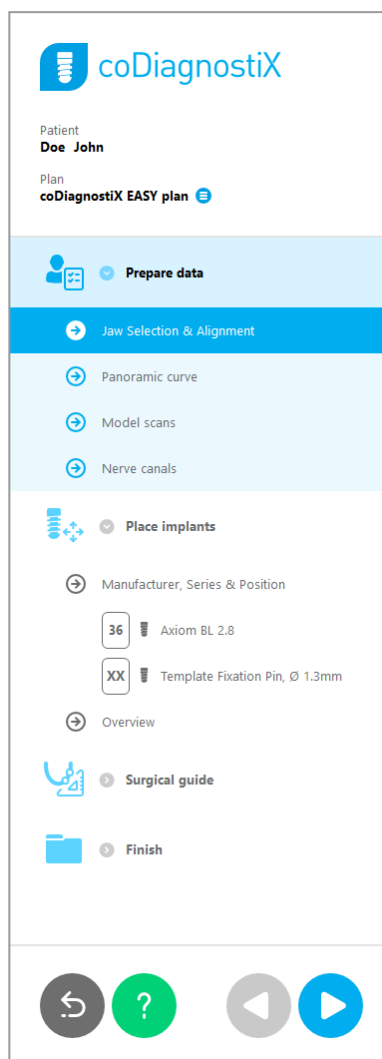 coDiagnostiX
Patient
Doe John
Plan
coDiagnostiX EASY plan
Prepare data
Jaw Selection & Alignment
Panoramic curve
Model scans
Nerve canals
Place implants
Manufacturer, Series & Position
36 Axiom BL 2.8
XX Template Fixation Pin, Ø 1.3mm
Overview
Surgical guide
Finish
?